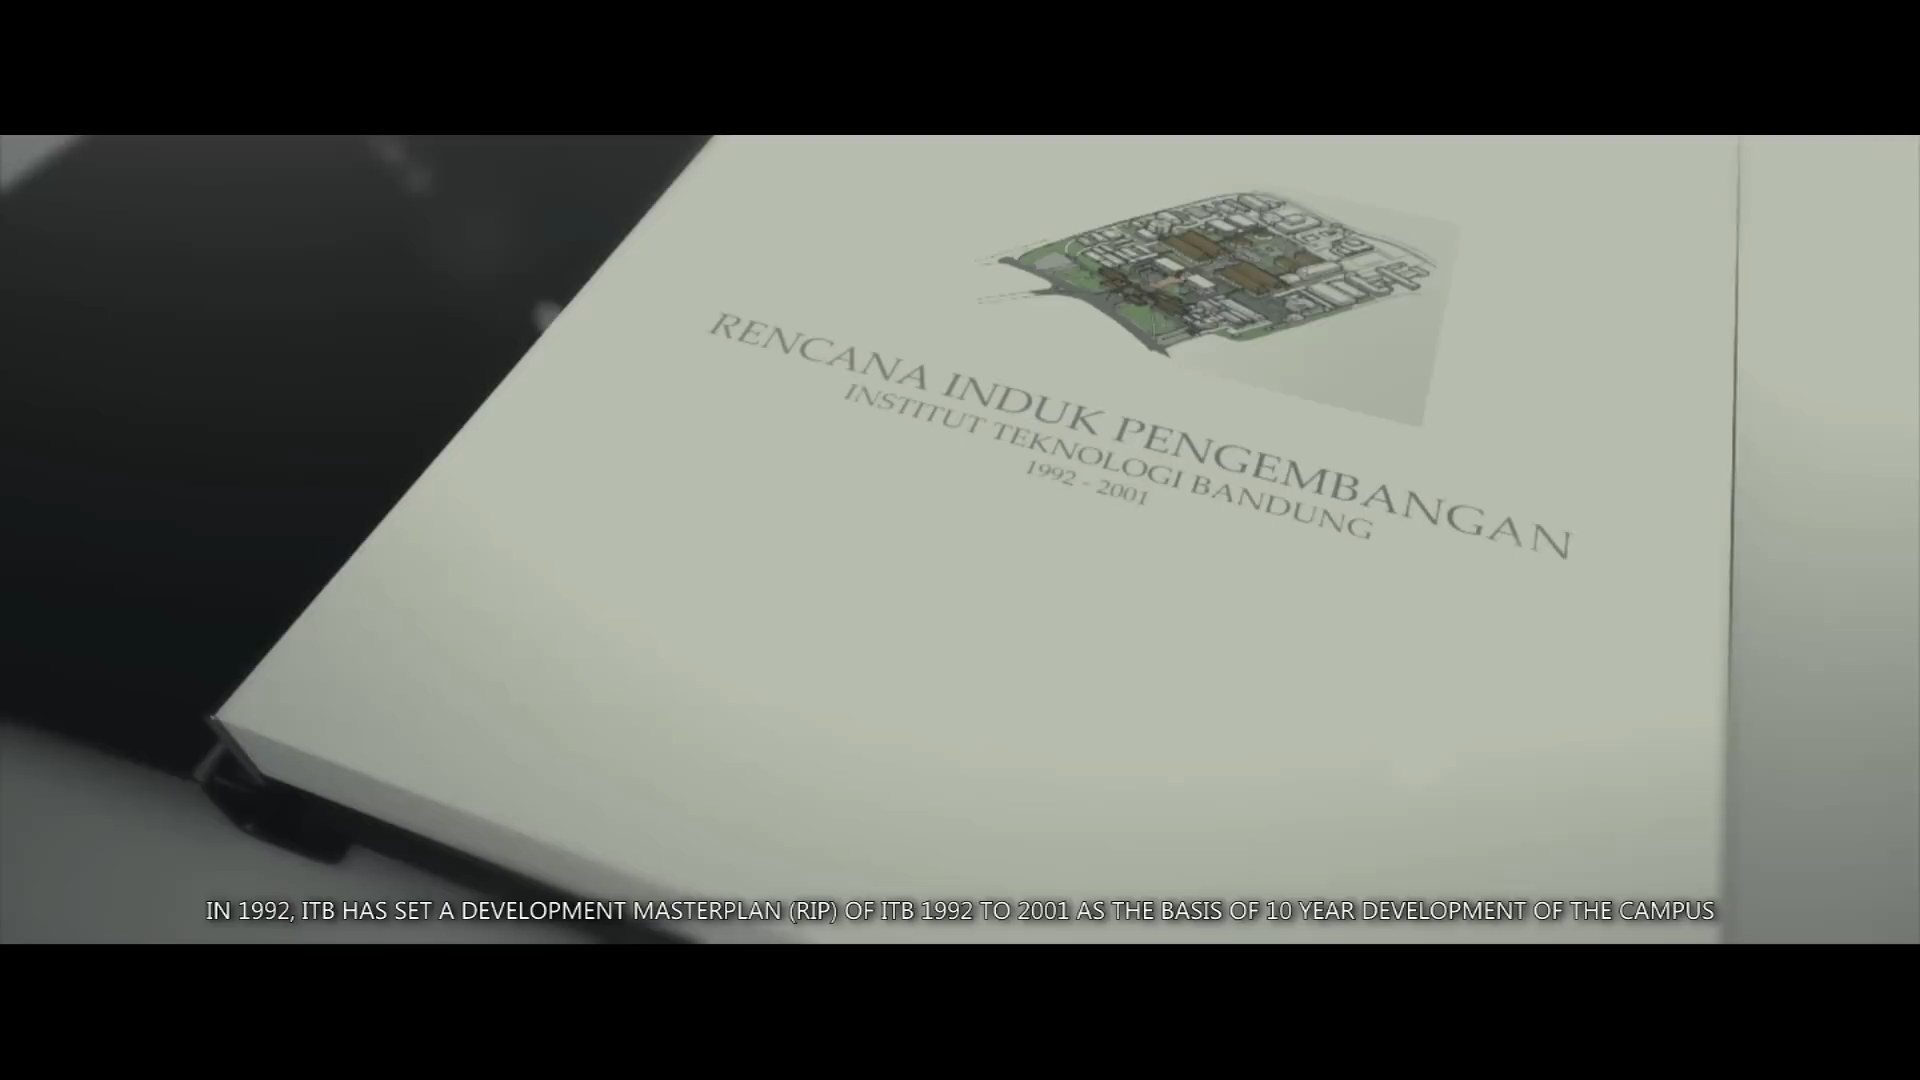 RENCANA INDUK PENGEMBANGAN
INSTITUT TEKNOLOGI BANDUNG
1992 - 2001
IN 1992, ITB HAS SET A DEVELOPMENT MASTERPLAN (RIP) OF ITB 1992 TO 2001 AS THE BASIS OF 10 YEAR DEVELOPMENT OF THE CAMPUS